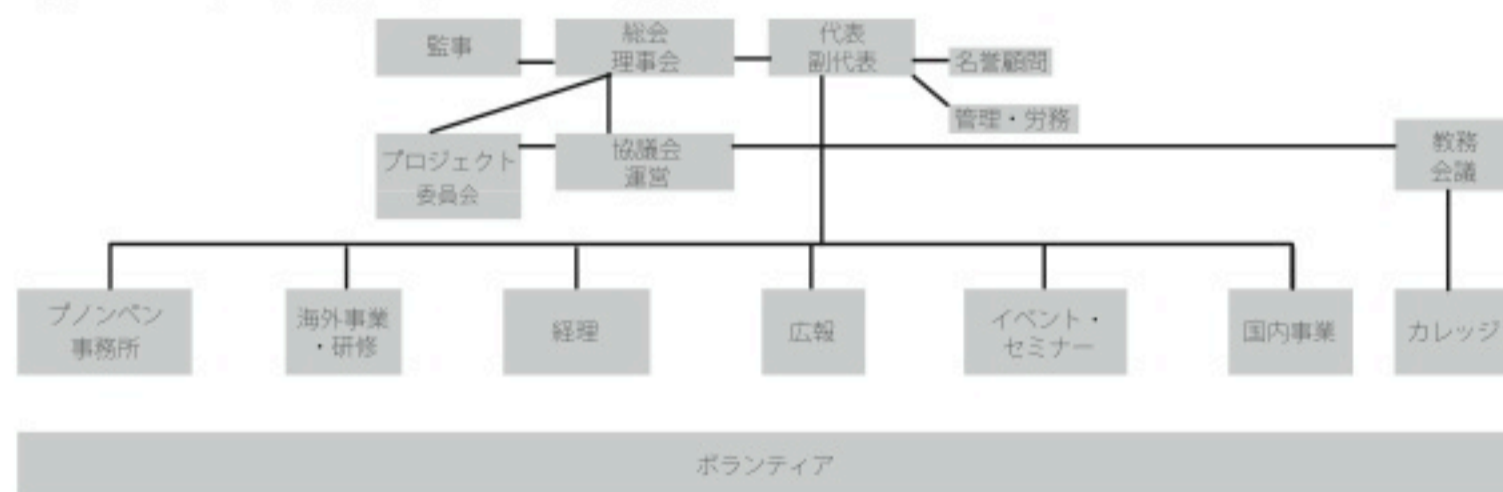 監事
総会
理事会
代表
副代表
名誉顧問
管理・労務
プロジェクト
委員会
協議会
運営
教務
会議
プノンペン
事務所
海外事業
・研修
経理
広報
イベント・
セミナー
国内事業
カレッジ
ボランティア